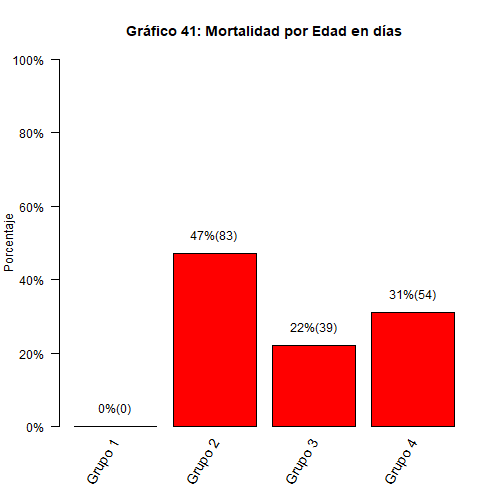 Gráfico 41: Mortalidad por Edad en días
Porcentaje
100%
80%
60%
40%
20%
0%
0%(0)
47%(83)
22%(39)
31%(54)
Grupo 1
Grupo 2
Grupo 3
Grupo 4